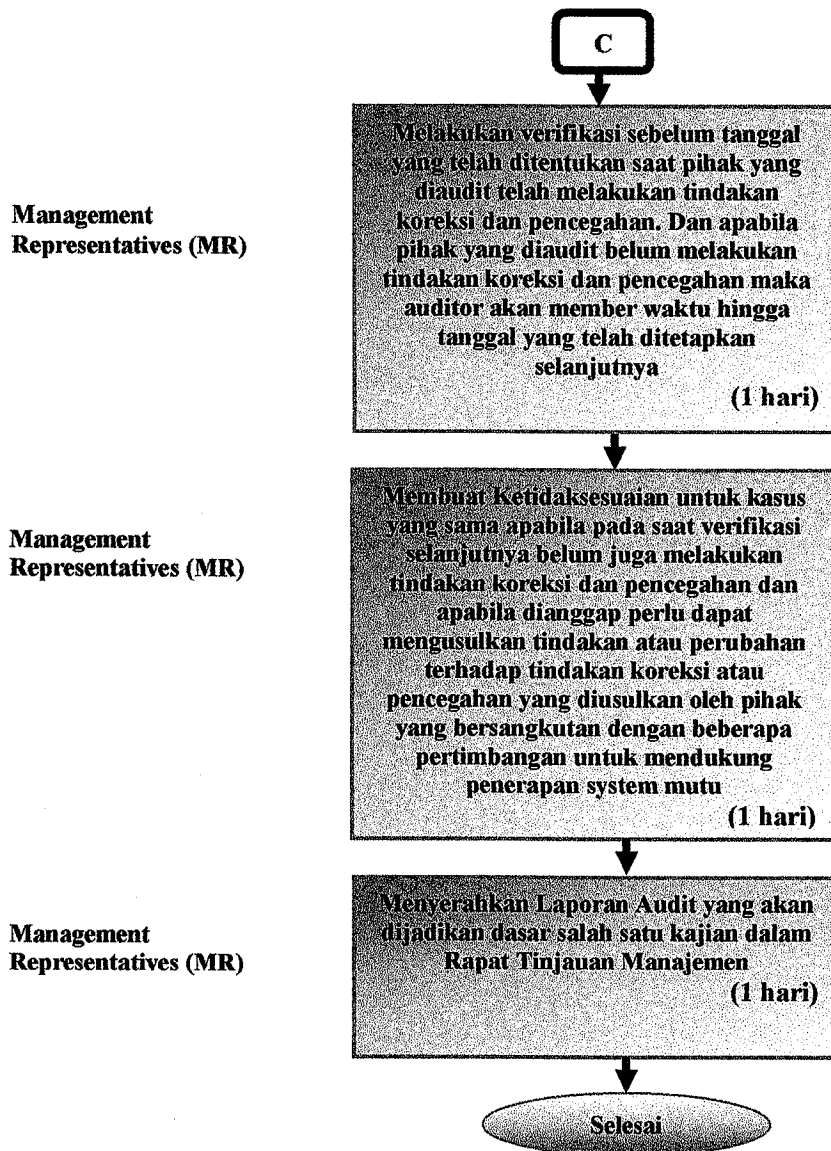 C
Management
Representatives (MR)
Melakukan verifikasi sebelum tanggal
yang telah ditentukan saat pihak yang
diaudit telah melakukan tindakan
koreksi dan pencegahan. Dan apabila
pihak yang diaudit belum melakukan
tindakan koreksi dan pencegahan maka
auditor akan member waktu hingga
tanggal yang telah ditetapkan
selanjutnya
(1 hari)
Management
Representatives (MR)
Membuat Ketidaksesuaian untuk kasus
yang sama apabila pada saat verifikasi
selanjutnya belum juga melakukan
tindakan koreksi dan pencegahan dan
apabila dianggap perlu dapat
mengusulkan tindakan atau perubahan
terhadap tindakan koreksi atau
pencegahan yang diusulkan oleh pihak
yang bersangkutan dengan beberapa
pertimbangan untuk mendukung
penerapan system mutu
(1 hari)
Management
Representatives (MR)
Menyerahkan Laporan Audit yang akan
dijadikan dasar salah satu kajian dalam
Rapat Tinjauan Manajemen
(1 hari)
Selesai